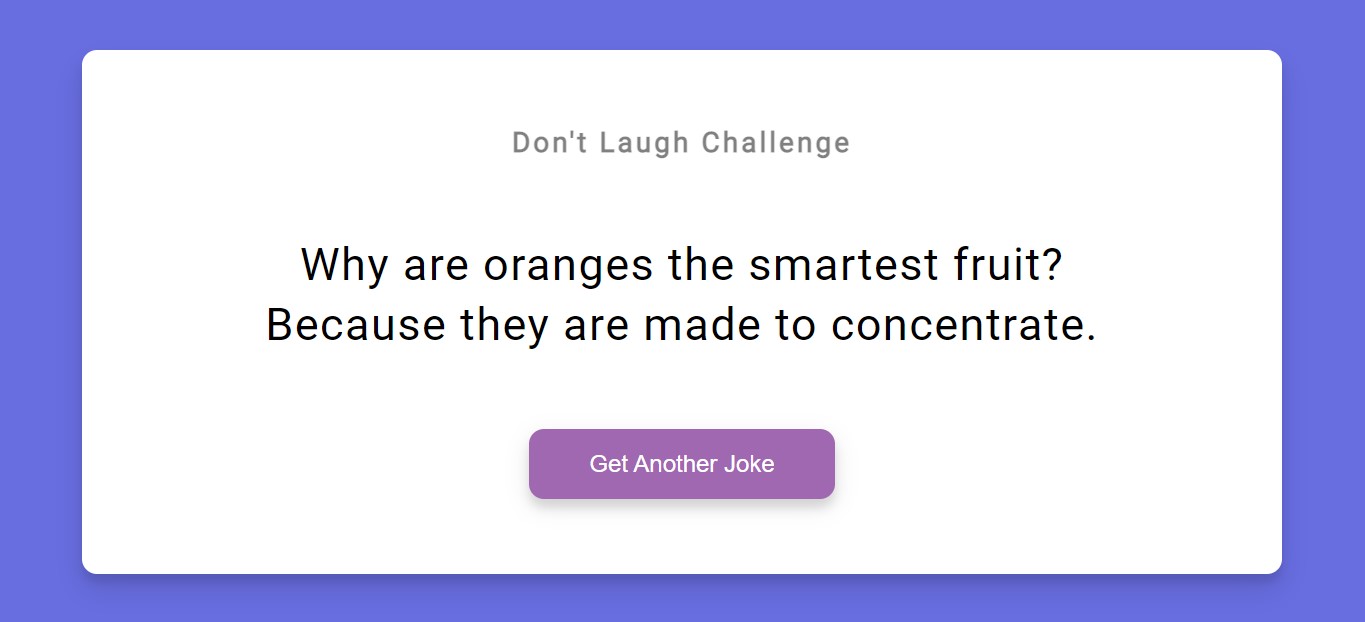 Don't Laugh Challenge
Why are oranges the smartest fruit?
Because they are made to concentrate.
Get Another Joke